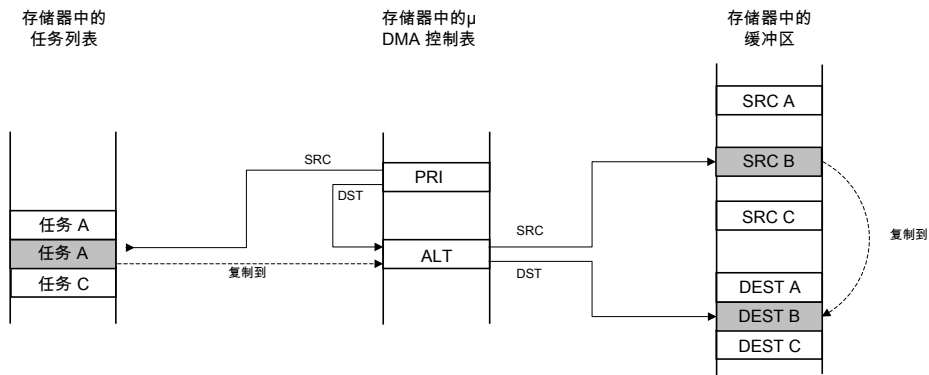 存储器中的
任务列表
存储器中的μ
DMA 控制表
存储器中的
缓冲区
SRC A
SRC
PRI
SRC B
DST
任务 A
SRC C
SRC
复制到
任务 A
ALT
复制到
DST
任务 C
DEST A
DEST B
DEST C